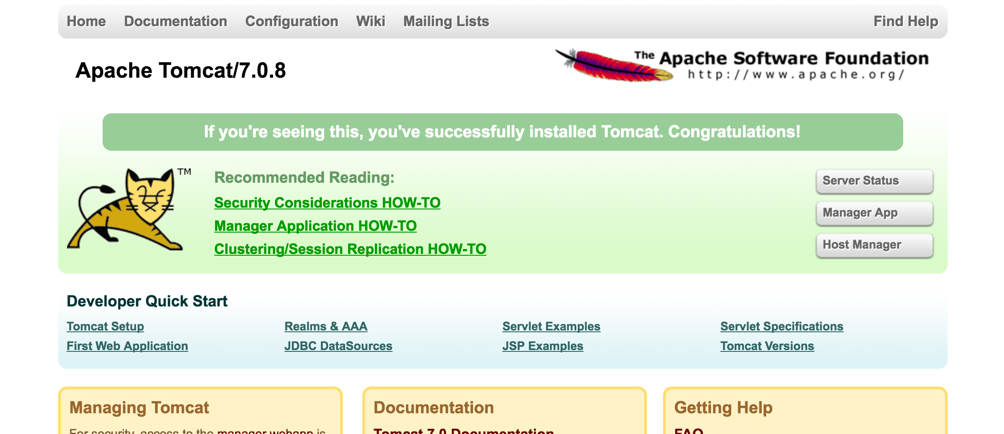 Home Documentation Configuration Wiki Mailing Lists Find Help
Apache Tomcat/7.0.8
The Apache Software Foundation
http://www.apache.org/
If you're seeing this, you've successfully installed Tomcat. Congratulations!
TM
Recommended Reading:
Security Considerations HOW-TO
Manager Application HOW-TO
Clustering/Session Replication HOW-TO
Server Status
Manager App
Host Manager
Developer Quick Start
Tomcat Setup Realms & AAA Servlet Examples Servlet Specifications
First Web Application JDBC DataSources JSP Examples Tomcat Versions
Managing Tomcat
For security, access to the manager webapp is
Documentation
Tomcat 7.0 Documentation
Getting Help
FAQ